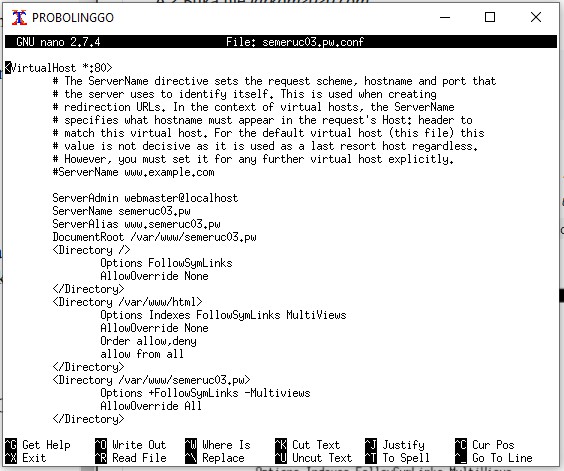 PROBOLINGGO
GNU nano 2.7.4 File: semeruc03.pw.conf
<VirtualHost *:80>
# The ServerName directive sets the request scheme, hostname and port that
# the server uses to identify itself. This is used when creating
# redirection URLs. In the context of virtual hosts, the ServerName
# specifies what hostname must appear in the request's Host: header to
# match this virtual host. For the default virtual host (this file) this
# value is not decisive as it is used as a last resort host regardless.
# However, you must set it for any further virtual host explicitly.
#ServerName www.example.com
ServerAdmin webmaster@localhost
ServerName semeruc03.pw
ServerAlias www.semeruc03.pw
DocumentRoot /var/www/semeruc03.pw
<Directory />
Options FollowSymLinks
AllowOverride None
</Directory>
<Directory /var/www/html>
Options Indexes FollowSymLinks MultiViews
AllowOverride None
Order allow,deny
allow from all
</Directory>
<Directory /var/www/semeruc03.pw>
Options +FollowSymLinks -Multiviews
AllowOverride All
</Directory>
^G Get Help ^O Write Out ^W Where Is ^K Cut Text ^J Justify ^C Cur Pos
^X Exit ^R Read File ^\ Replace ^U Uncut Text ^T To Spell ^_ Go To Line